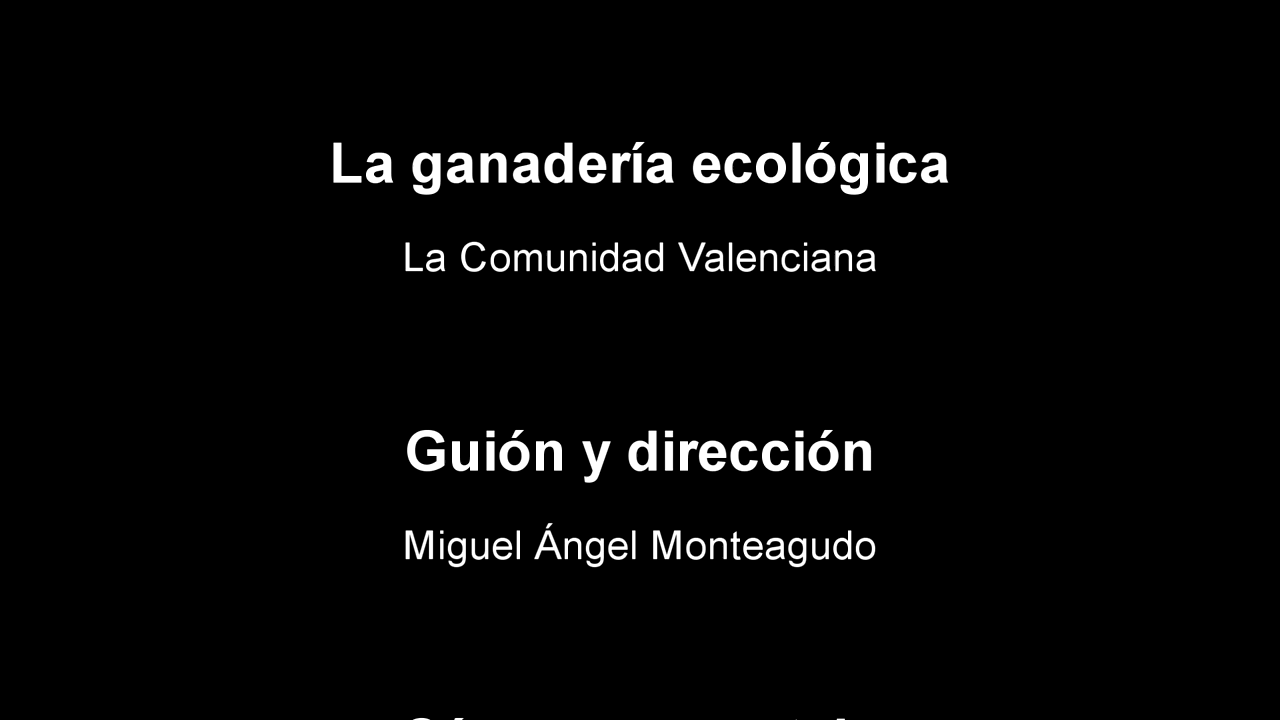 La ganadería ecológica
La Comunidad Valenciana
Guión y dirección
Miguel Ángel Monteagudo